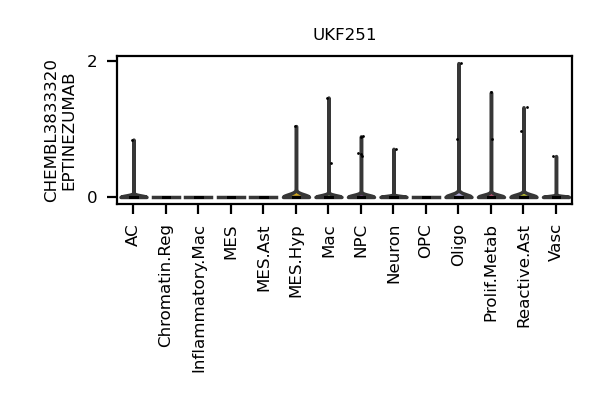 UKF251
CHEMBL3833320
EPTINEZUMAB
2
0
AC
Chromatin.Reg
Inflammatory.Mac
MES
MES.Ast
MES.Hyp
Mac
NPC
Neuron
OPC
Oligo
Prolif.Metab
Reactive.Ast
Vasc